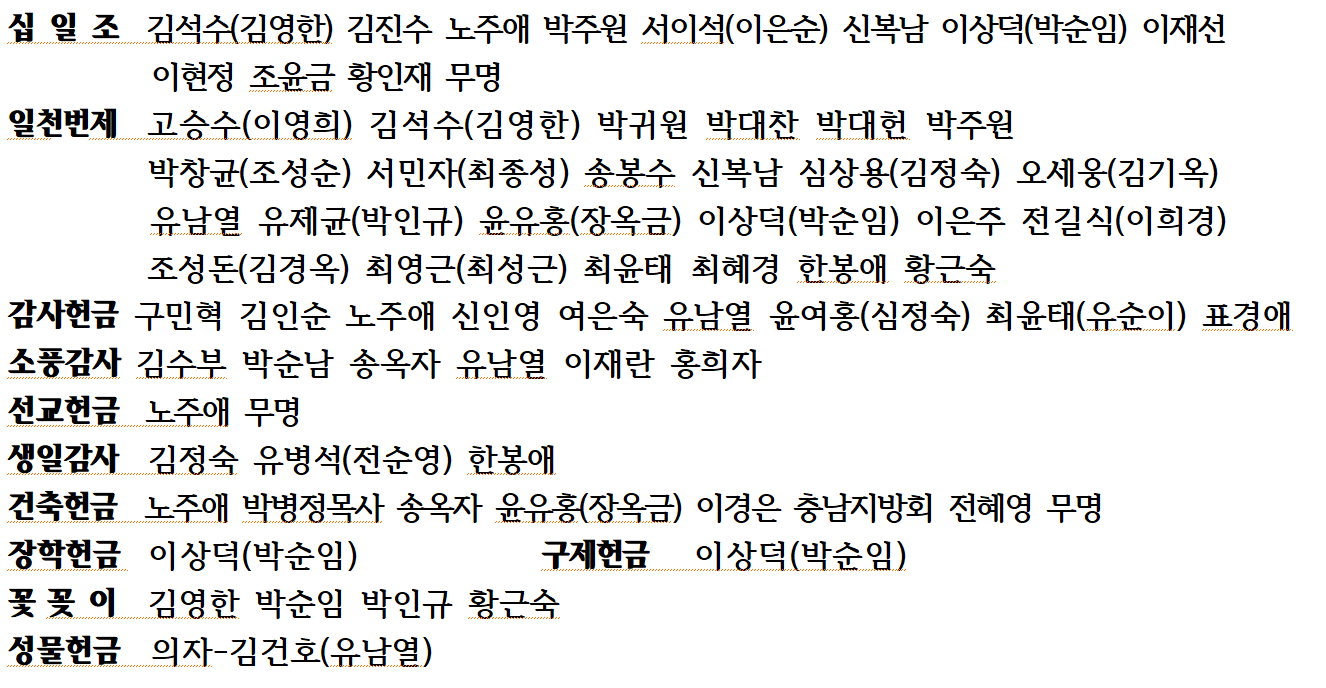 십 일 조 김석수(김영한) 김진수 노주애 박주원 서이석(이은순) 신복남 이상덕(박순임) 이재선
이현정 조윤금 황인재 무명
일천번제 고승수(이영희) 김석수(김영한) 박귀원 박대찬 박대헌 박주원
박창균(조성순) 서민자(최종성) 송봉수 신복남 심상용(김정숙) 오세웅(김기옥)
유남열 유제균(박인규) 윤유홍(장옥금) 이상덕(박순임) 이은주 전길식(이희경)
조성돈(김경옥) 최영근(최성근) 최윤태 최혜경 한봉애 황근숙
감사헌금 구민혁 김인순 노주애 신인영 여은숙 유남열 윤여홍(심정숙) 최윤태(유순이) 표경애
소풍감사 김수부 박순남 송옥자 유남열 이재란 홍희자
선교헌금 노주애 무명
생일감사 김정숙 유병석(전순영) 한봉애
건축헌금 노주애 박병정목사 송옥자 윤유홍(장옥금) 이경은 충남지방회 전혜영 무명
장학헌금 이상덕(박순임) 구제헌금 이상덕(박순임)
꽃 꽂 이 김영한 박순임 박인규 황근숙
성물헌금 의자-김건호(유남열)